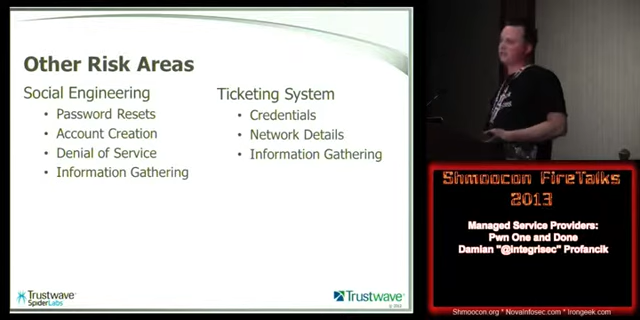 Other Risk Areas
Social Engineering
• Password Resets
• Account Creation
• Denial of Service
• Information Gathering
Ticketing System
• Credentials
• Network Details
• Information Gathering
Trustwave
SpiderLabs
Trustwave
Shmoocon FireTalks
2013
Managed Service Providers:
Pwn One and Done
Damian "@integrisec" Profancik
Shmoocon.org * NovaInfosec.com * Irongeek.com